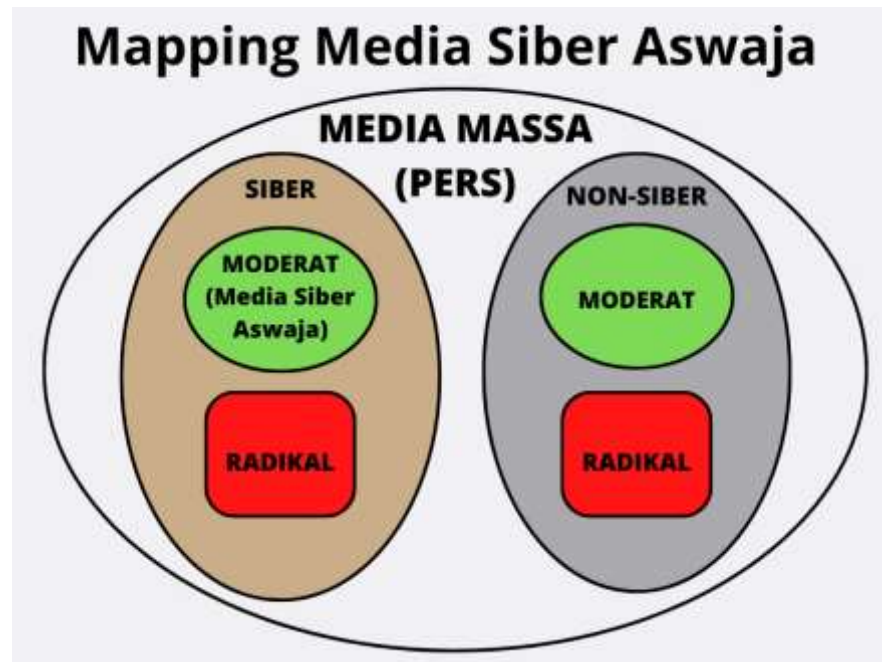 Mapping Media Siber Aswaja
MEDIA MASSA
(PERS)
SIBER
MODERAT
(Media Siber
Aswaja)
RADIKAL
NON-SIBER
MODERAT
RADIKAL